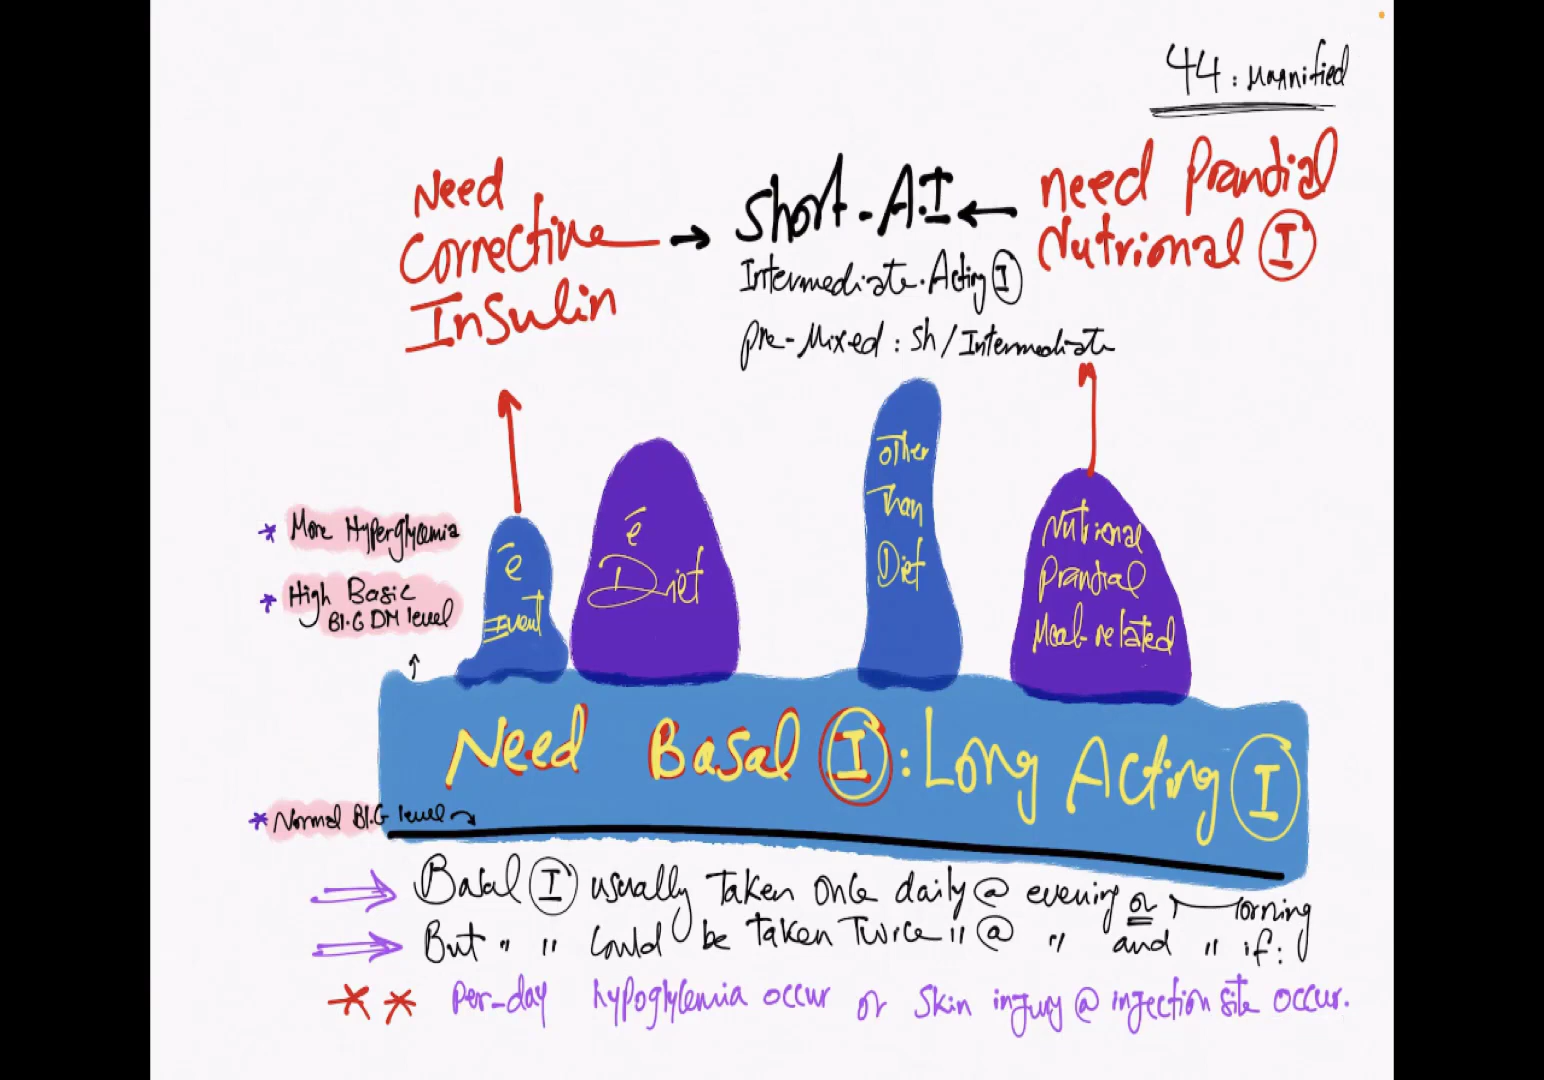 44 : Magnified
Need
Corrective
Insulin
→ Short-A.I ←
Intermediate.Acting I
pre-Mixed : sh/Intermediate
need Prandial
Nutrional I
* More Hyperglycemia
* High Basic
Bl.G DM level
ē
Event
ē
Diet
other
Than
Diet
Nutrional
prandial
Meal-related
Need Basal I : Long Acting I
* Normal Bl.G level
Basal I usually Taken Once daily @ evening or morning
But " " Could be Taken Twice " @ " and " if :
** Per-day hypoglycemia occur or skin injury @ injection site occur.